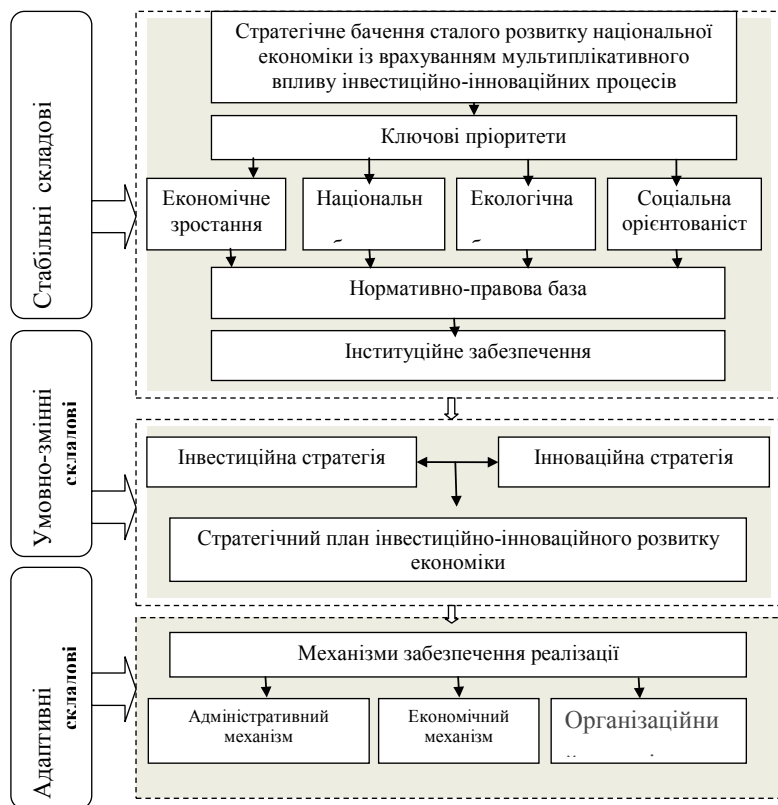 Стабільні складові
Стратегічне бачення сталого розвитку національної
економіки із врахуванням мультиплікативного
впливу інвестиційно-інноваційних процесів
Ключові пріоритети
Економічне
зростання
Національн
Екологічна
Соціальна
орієнтованіст
Нормативно-правова база
Інституційне забезпечення
Умовно-змінні
складові
Інвестиційна стратегія
Інноваційна стратегія
Стратегічний план інвестиційно-інноваційного розвитку
економіки
Адаптивні
складові
Механізми забезпечення реалізації
Адміністративний
механізм
Економічний
механізм
Організаційни